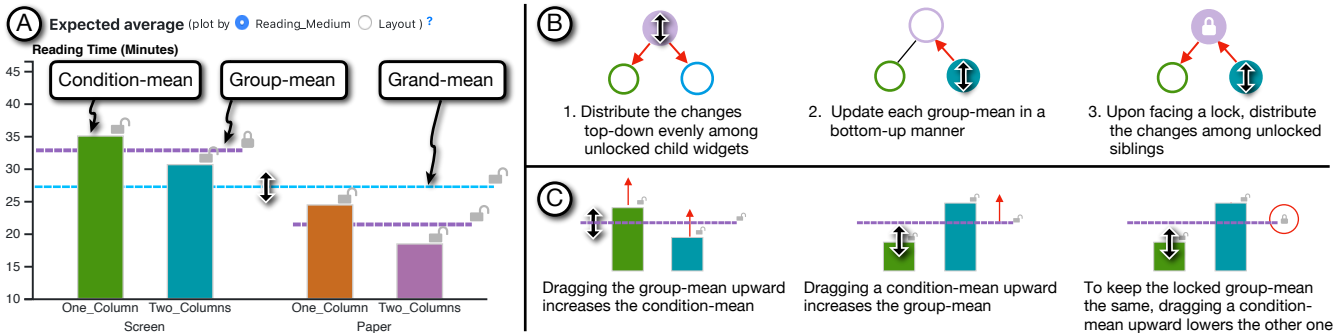 A
Expected average (plot by Reading_Medium Layout ) ?
Reading Time (Minutes)
45
40
35
30
25
20
15
10
Condition-mean
Group-mean
Grand-mean
One_Column
Two_Columns
One_Column
Two_Columns
Screen
Paper
B
1. Distribute the changes
top-down evenly among
unlocked child widgets
2. Update each group-mean in a
bottom-up manner
3. Upon facing a lock, distribute
the changes among unlocked
siblings
C
Dragging the group-mean upward
increases the condition-mean
Dragging a condition-mean upward
increases the group-mean
To keep the locked group-mean
the same, dragging a condition-
mean upward lowers the other one